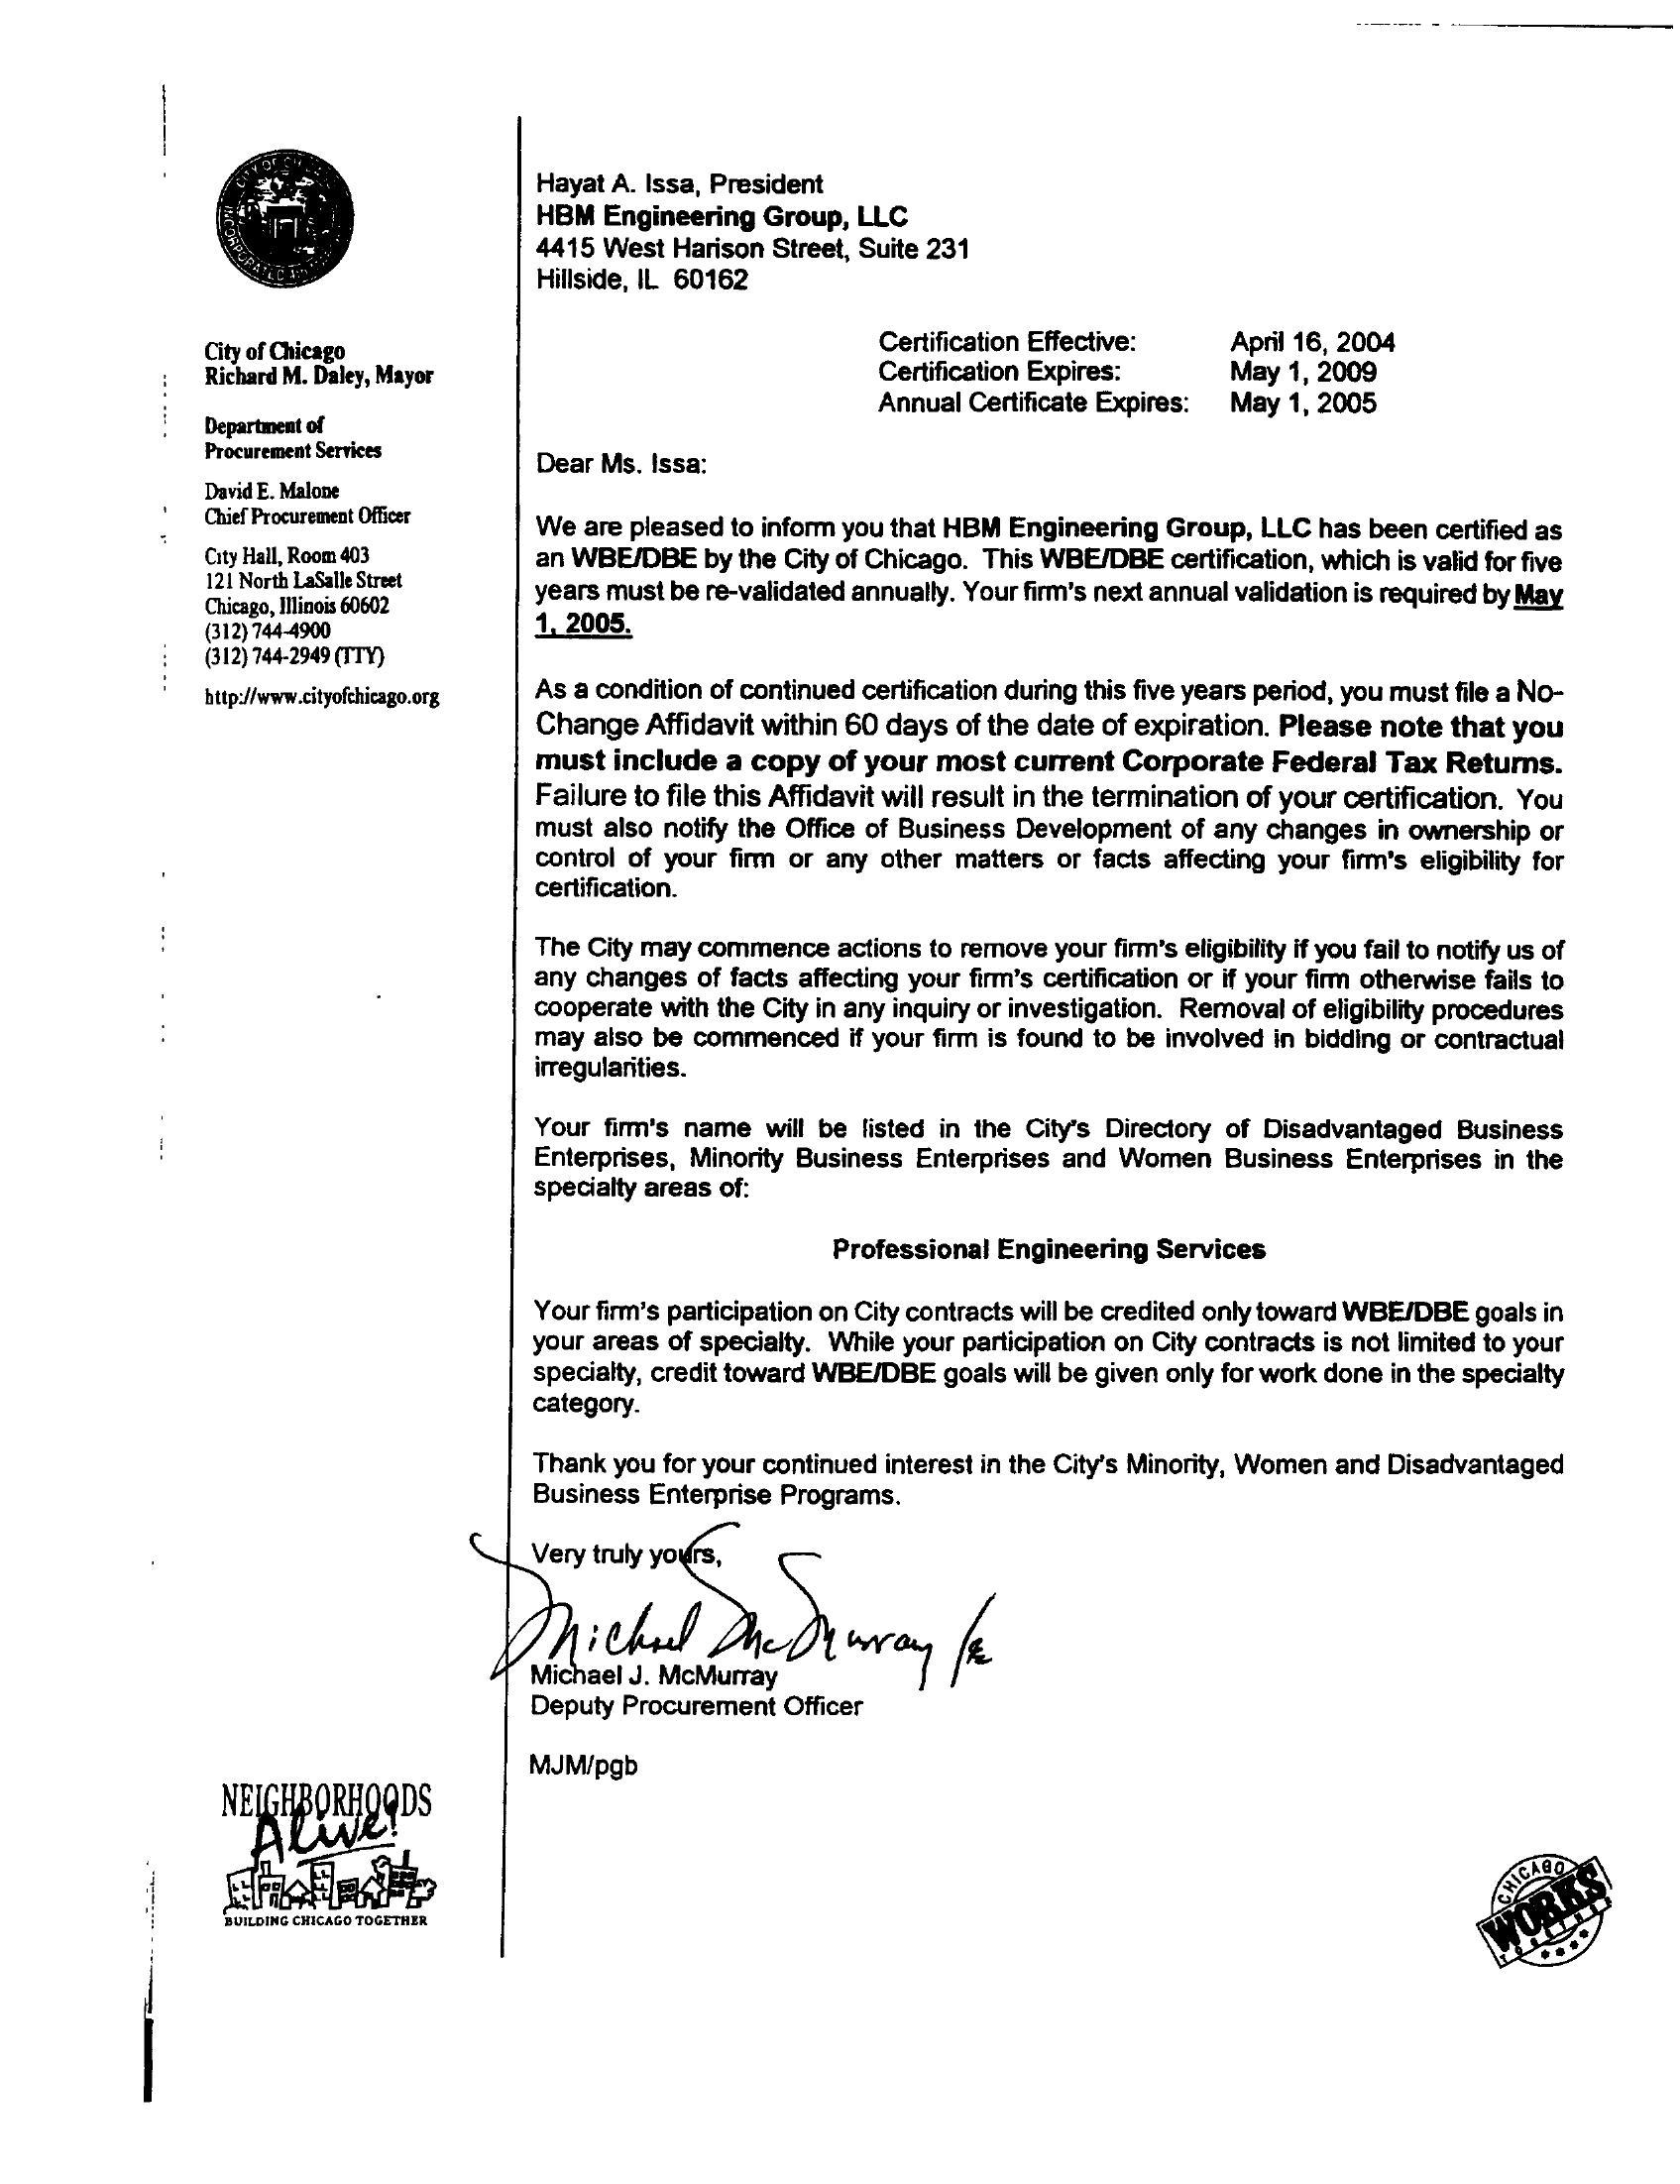 Hayat A. Issa, President
HBM Engineering Group, LLC
4415 West Harison Street, Suite 231
Hillside, IL 60162
City of Chicago
Richard M. Daley, Mayor
Department of
Procurement Services
David E. Malone
Chief Procurement Officer
City Hall, Room 403
121 North LaSalle Street
Chicago, Illinois 60602
(312) 744-4900
(312) 744-2949 (TTY)
http://www.cityofchicago.org
Certification Effective: April 16, 2004
Certification Expires: May 1, 2009
Annual Certificate Expires: May 1, 2005
Dear Ms. Issa:
We are pleased to inform you that HBM Engineering Group, LLC has been certified as
an WBE/DBE by the City of Chicago. This WBE/DBE certification, which is valid for five
years must be re-validated annually. Your firm's next annual validation is required by May
1, 2005.
As a condition of continued certification during this five years period, you must file a No-
Change Affidavit within 60 days of the date of expiration. Please note that you
must include a copy of your most current Corporate Federal Tax Returns.
Failure to file this Affidavit will result in the termination of your certification. You
must also notify the Office of Business Development of any changes in ownership or
control of your firm or any other matters or facts affecting your firm's eligibility for
certification.
The City may commence actions to remove your firm's eligibility if you fail to notify us of
any changes of facts affecting your firm's certification or if your firm otherwise fails to
cooperate with the City in any inquiry or investigation. Removal of eligibility procedures
may also be commenced if your firm is found to be involved in bidding or contractual
irregularities.
Your firm's name will be listed in the City's Directory of Disadvantaged Business
Enterprises, Minority Business Enterprises and Women Business Enterprises in the
specialty areas of:
Professional Engineering Services
Your firm's participation on City contracts will be credited only toward WBE/DBE goals in
your areas of specialty. While your participation on City contracts is not limited to your
specialty, credit toward WBE/DBE goals will be given only for work done in the specialty
category.
Thank you for your continued interest in the City's Minority, Women and Disadvantaged
Business Enterprise Programs.
Very truly yours,
Michael McMurray
Michael J. McMurray
Deputy Procurement Officer
MJM/pgb
NEIGHBORHOODS
Alive!
BUILDING CHICAGO TOGETHER
CHICAGO
WORKS
TOGETHER